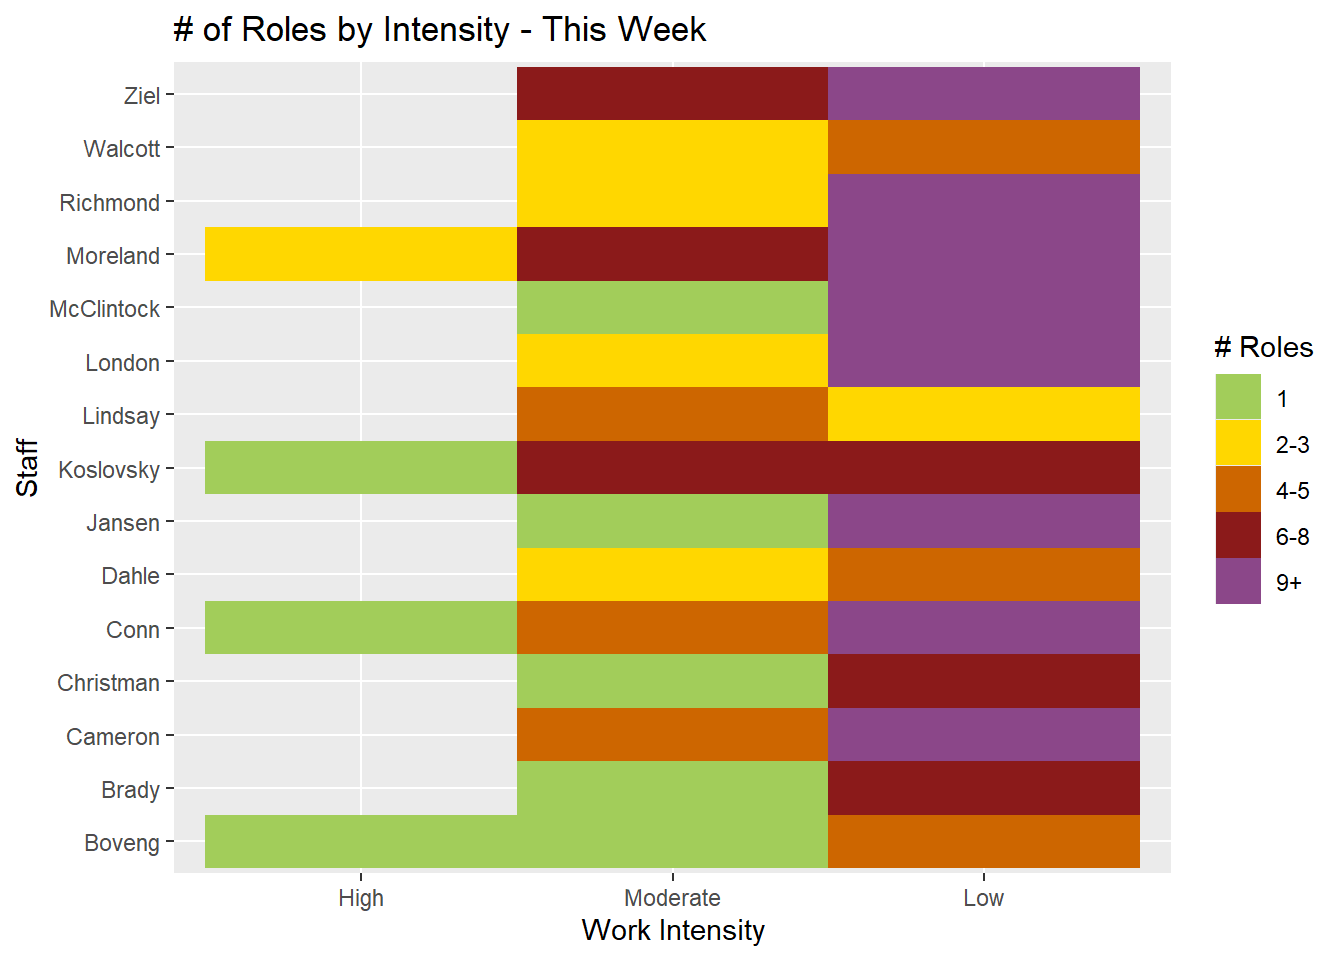 # of Roles by Intensity - This Week
Ziel
Walcott
Richmond
Moreland
McClintock
London
Lindsay
Koslovsky
Jansen
Dahle
Conn
Christman
Cameron
Brady
Boveng
Staff
High
Moderate
Low
Work Intensity
# Roles
1
2-3
4-5
6-8
9+